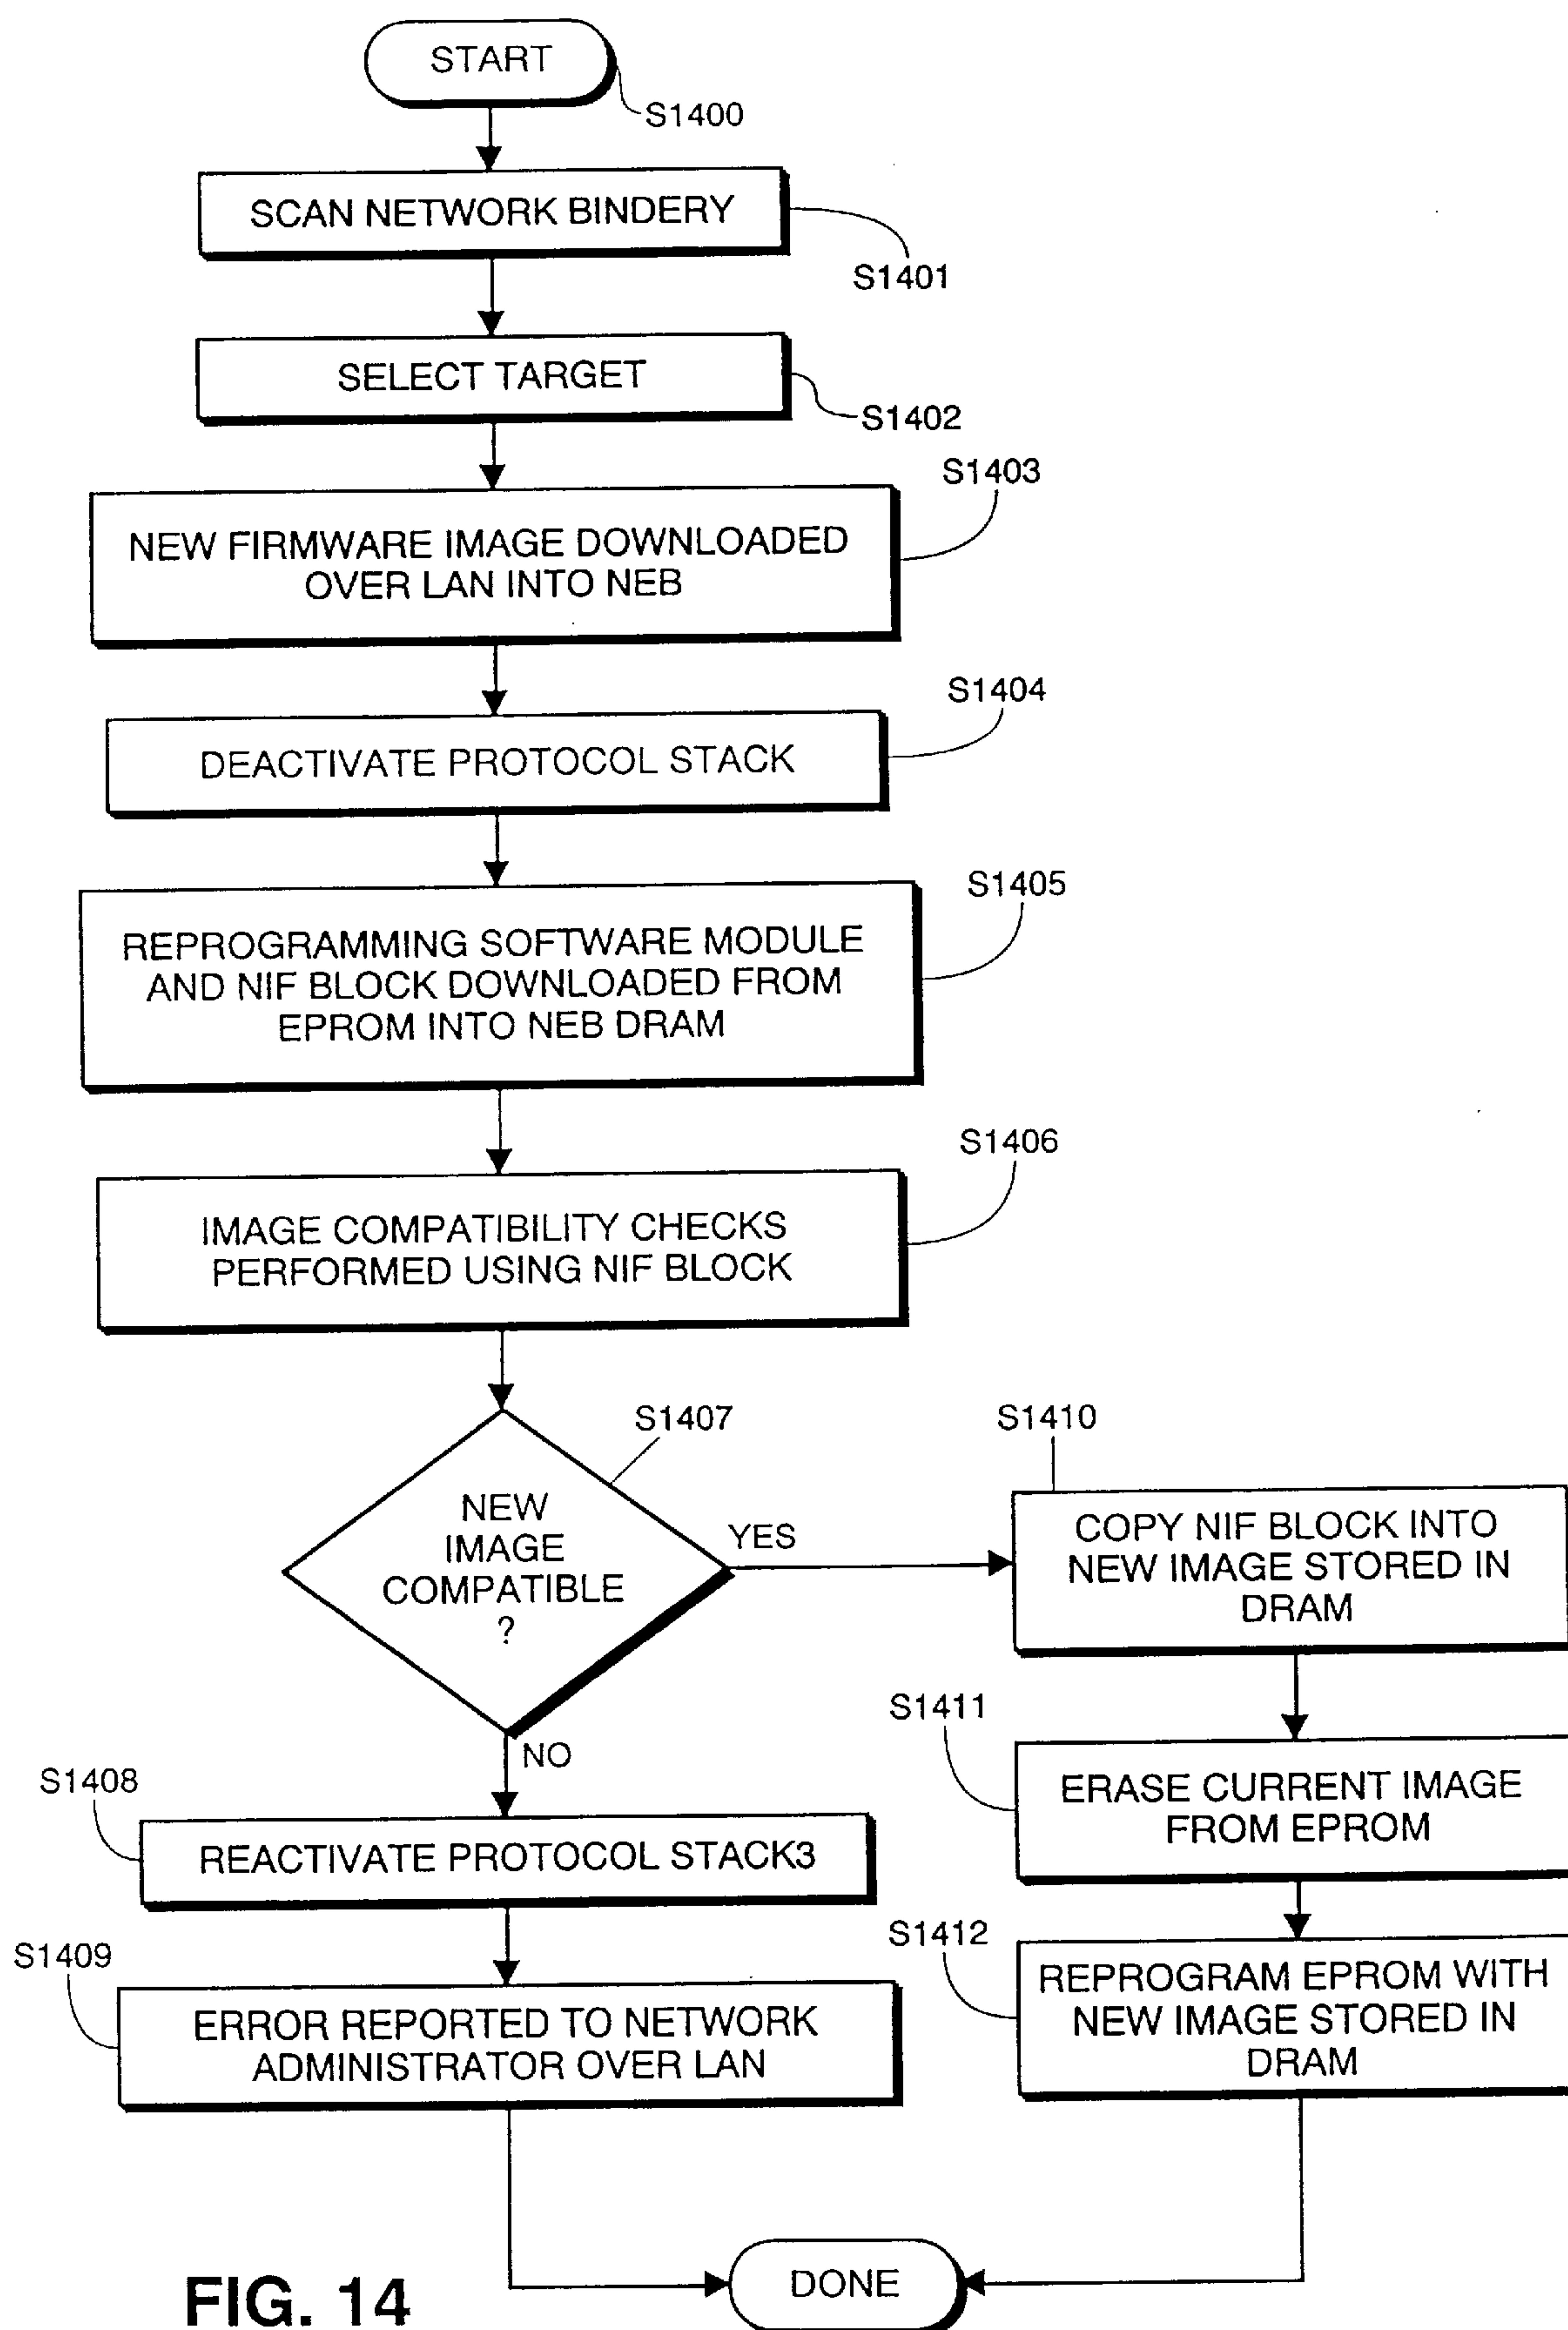 START
S1400
SCAN NETWORK BINDERY
S1401
SELECT TARGET
S1402
S1403
NEW FIRMWARE IMAGE DOWNLOADED
OVER LAN INTO NEB
S1404
DEACTIVATE PROTOCOL STACK
S1405
REPROGRAMMING SOFTWARE MODULE
AND NIF BLOCK DOWNLOADED FROM
EPROM INTO NEB DRAM
S1406
IMAGE COMPATIBILITY CHECKS
PERFORMED USING NIF BLOCK
S1407
NEW
IMAGE
COMPATIBLE
?
YES
NO
S1408
REACTIVATE PROTOCOL STACK3
S1409
ERROR REPORTED TO NETWORK
ADMINISTRATOR OVER LAN
S1410
COPY NIF BLOCK INTO
NEW IMAGE STORED IN
DRAM
S1411
ERASE CURRENT IMAGE
FROM EPROM
S1412
REPROGRAM EPROM WITH
NEW IMAGE STORED IN
DRAM
DONE
FIG. 14